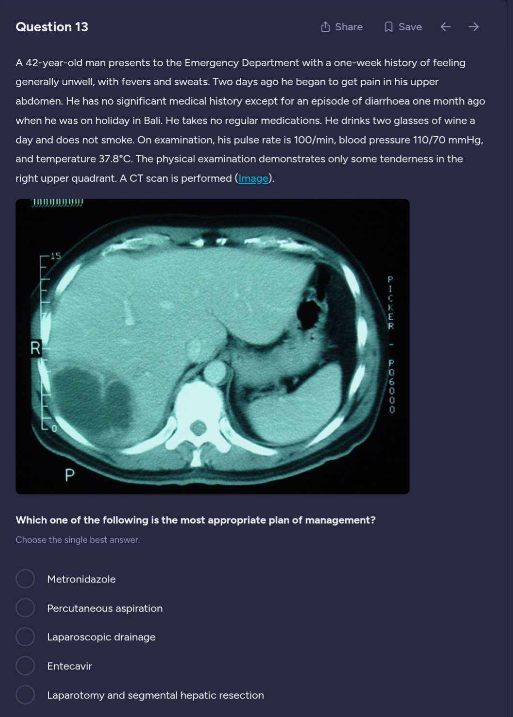 Question 13
Share
Save
A 42-year-old man presents to the Emergency Department with a one-week history of feeling
generally unwell, with fevers and sweats. Two days ago he began to get pain in his upper
abdomen. He has no significant medical history except for an episode of diarrhoea one month ago
when he was on holiday in Bali. He takes no regular medications. He drinks two glasses of wine a
day and does not smoke. On examination, his pulse rate is 100/min, blood pressure 110/70 mmHg,
and temperature 37.8°C. The physical examination demonstrates only some tenderness in the
right upper quadrant. A CT scan is performed (Image).
15
R
0
P
PICKER - PQ6000
Which one of the following is the most appropriate plan of management?
Choose the single best answer.
Metronidazole
Percutaneous aspiration
Laparoscopic drainage
Entecavir
Laparotomy and segmental hepatic resection